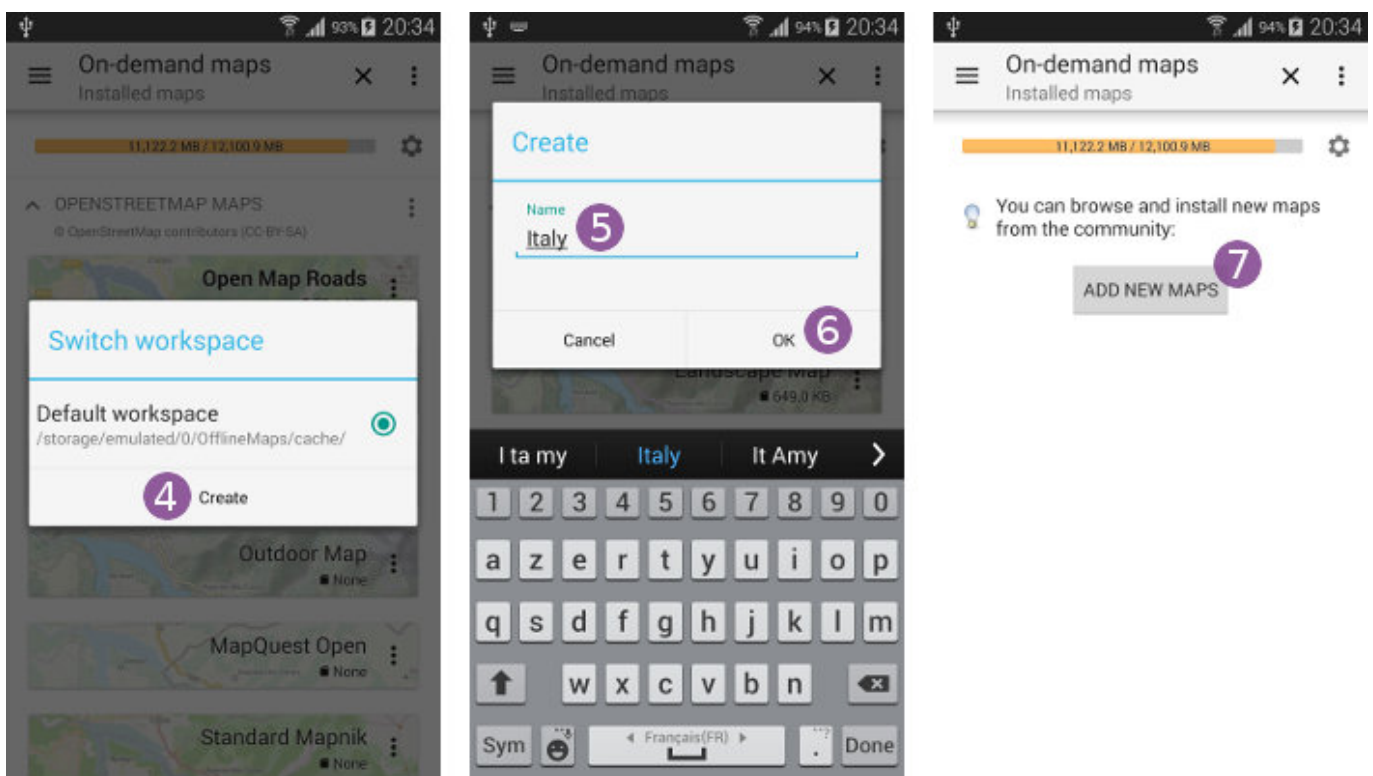 93% 20:34
On-demand maps
Installed maps
11,122.2 MB / 12,100.9 MB
OPENSTREETMAP MAPS
© OpenStreetMap contributors (CC-BY-SA)
Open Map Roads
Switch workspace
Default workspace
/storage/emulated/0/OfflineMaps/cache/
4 Create
Outdoor Map
None
MapQuest Open
None
Standard Mapnik
None
94% 20:34
On-demand maps
Installed maps
Create
Name
Italy 5
Cancel OK 6
Landscape Map
649,0 KB
I ta my Italy It Amy
1 2 3 4 5 6 7 8 9 0
a z e r t y u i o p
q s d f g h j k l m
w x c v b n
Sym Français(FR) . Done
94% 20:34
On-demand maps
Installed maps
11,122.2 MB / 12,100.9 MB
You can browse and install new maps
from the community:
7
ADD NEW MAPS